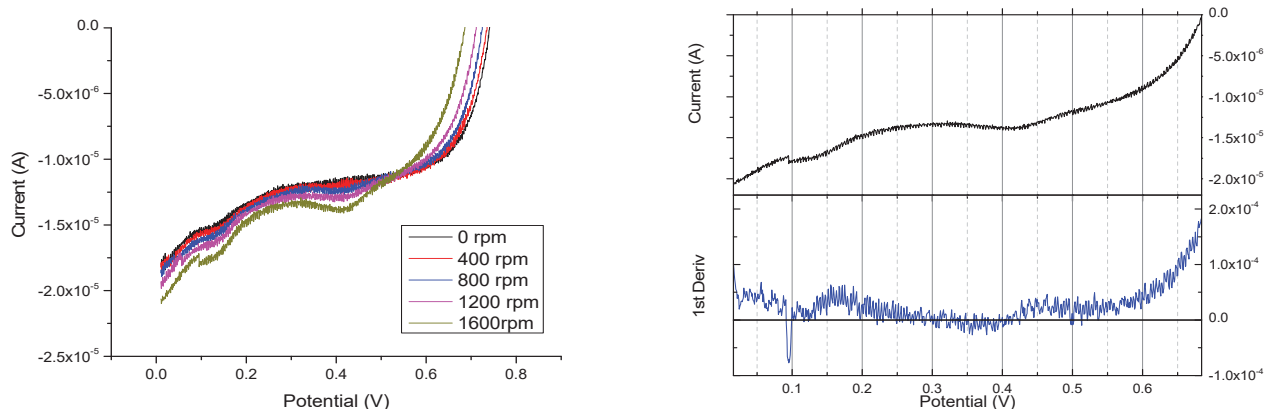 0.0
-5.0x10⁻⁶
-1.0x10⁻⁵
-1.5x10⁻⁵
-2.0x10⁻⁵
-2.5x10⁻⁵
Current (A)
0 rpm
400 rpm
800 rpm
1200 rpm
1600rpm
0.0 0.2 0.4 0.6 0.8
Potential (V)
Current (A)
0.0
-5.0x10⁻⁶
-1.0x10⁻⁵
-1.5x10⁻⁵
-2.0x10⁻⁵
1st Deriv
2.0x10⁻⁴
1.0x10⁻⁴
0.0
-1.0x10⁻⁴
0.1 0.2 0.3 0.4 0.5 0.6
Potential (V)